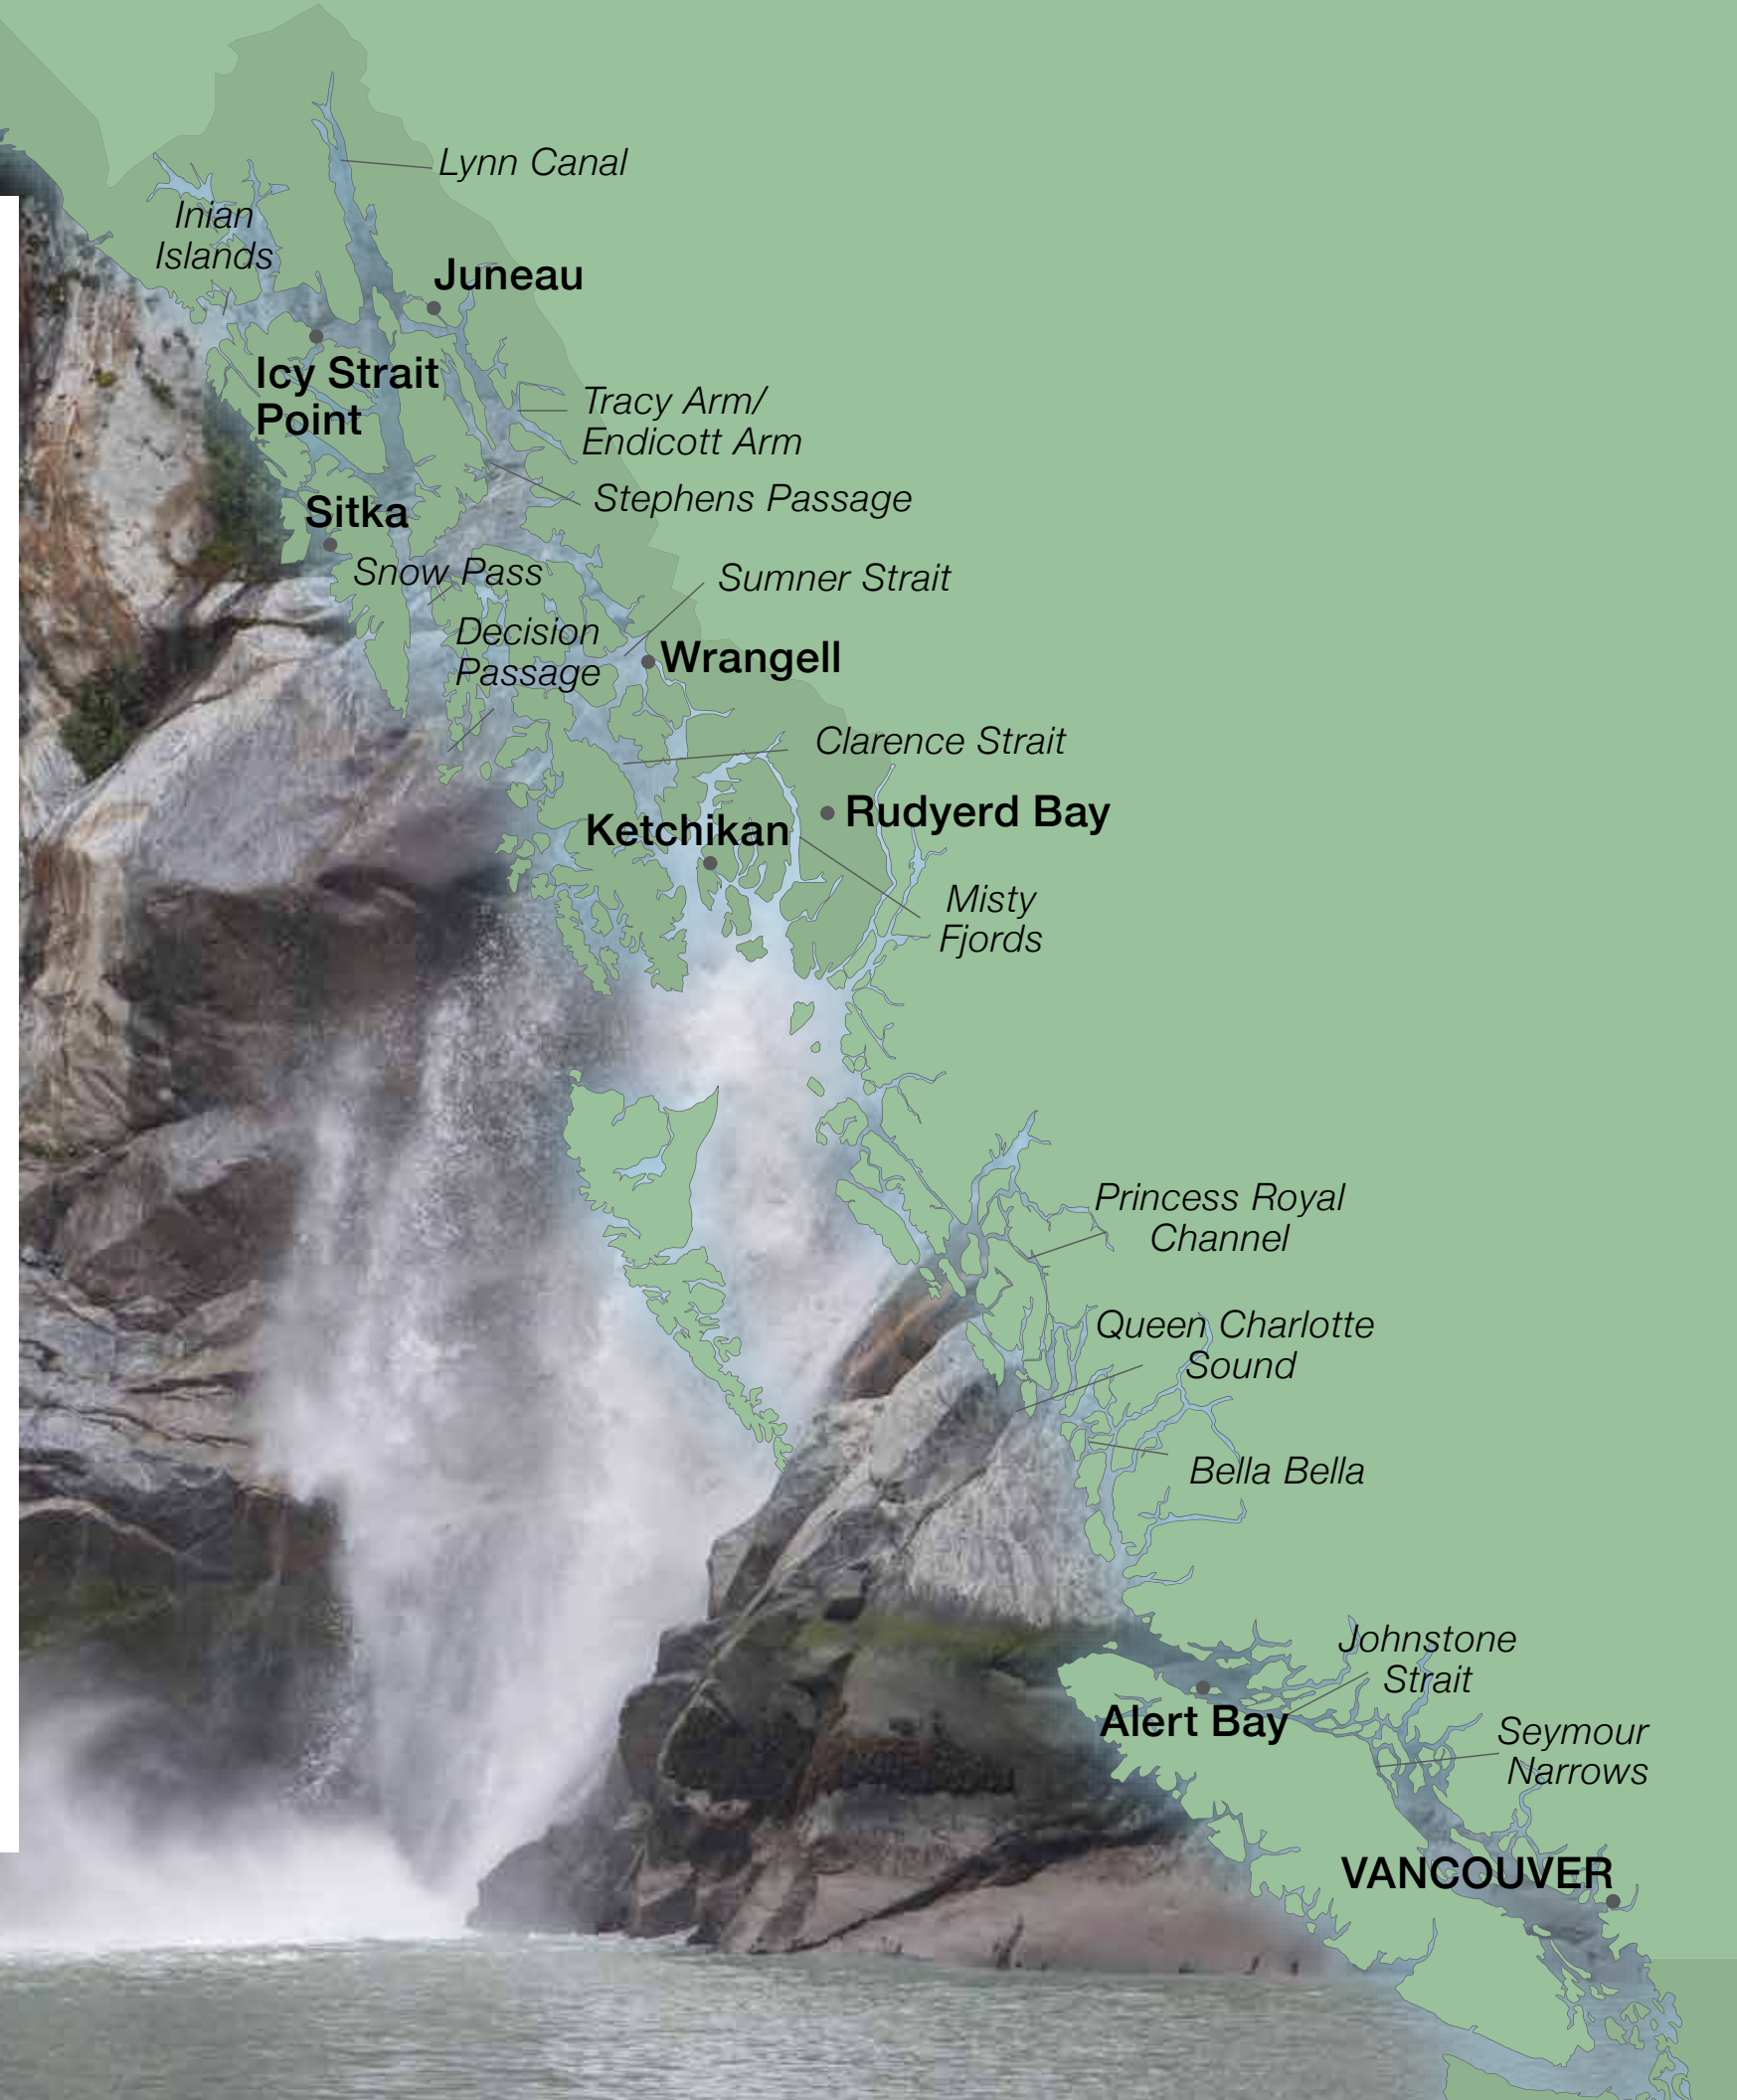 Lynn Canal
Inian
Islands
Juneau
Icy Strait
Point
Tracy Arm/
Endicott Arm
Stephens Passage
Sitka
Snow Pass
Sumner Strait
Decision
Passage
Wrangell
Clarence Strait
Rudyerd Bay
Ketchikan
Misty
Fjords
Princess Royal
Channel
Queen Charlotte
Sound
Bella Bella
Johnstone
Strait
Alert Bay
Seymour
Narrows
VANCOUVER